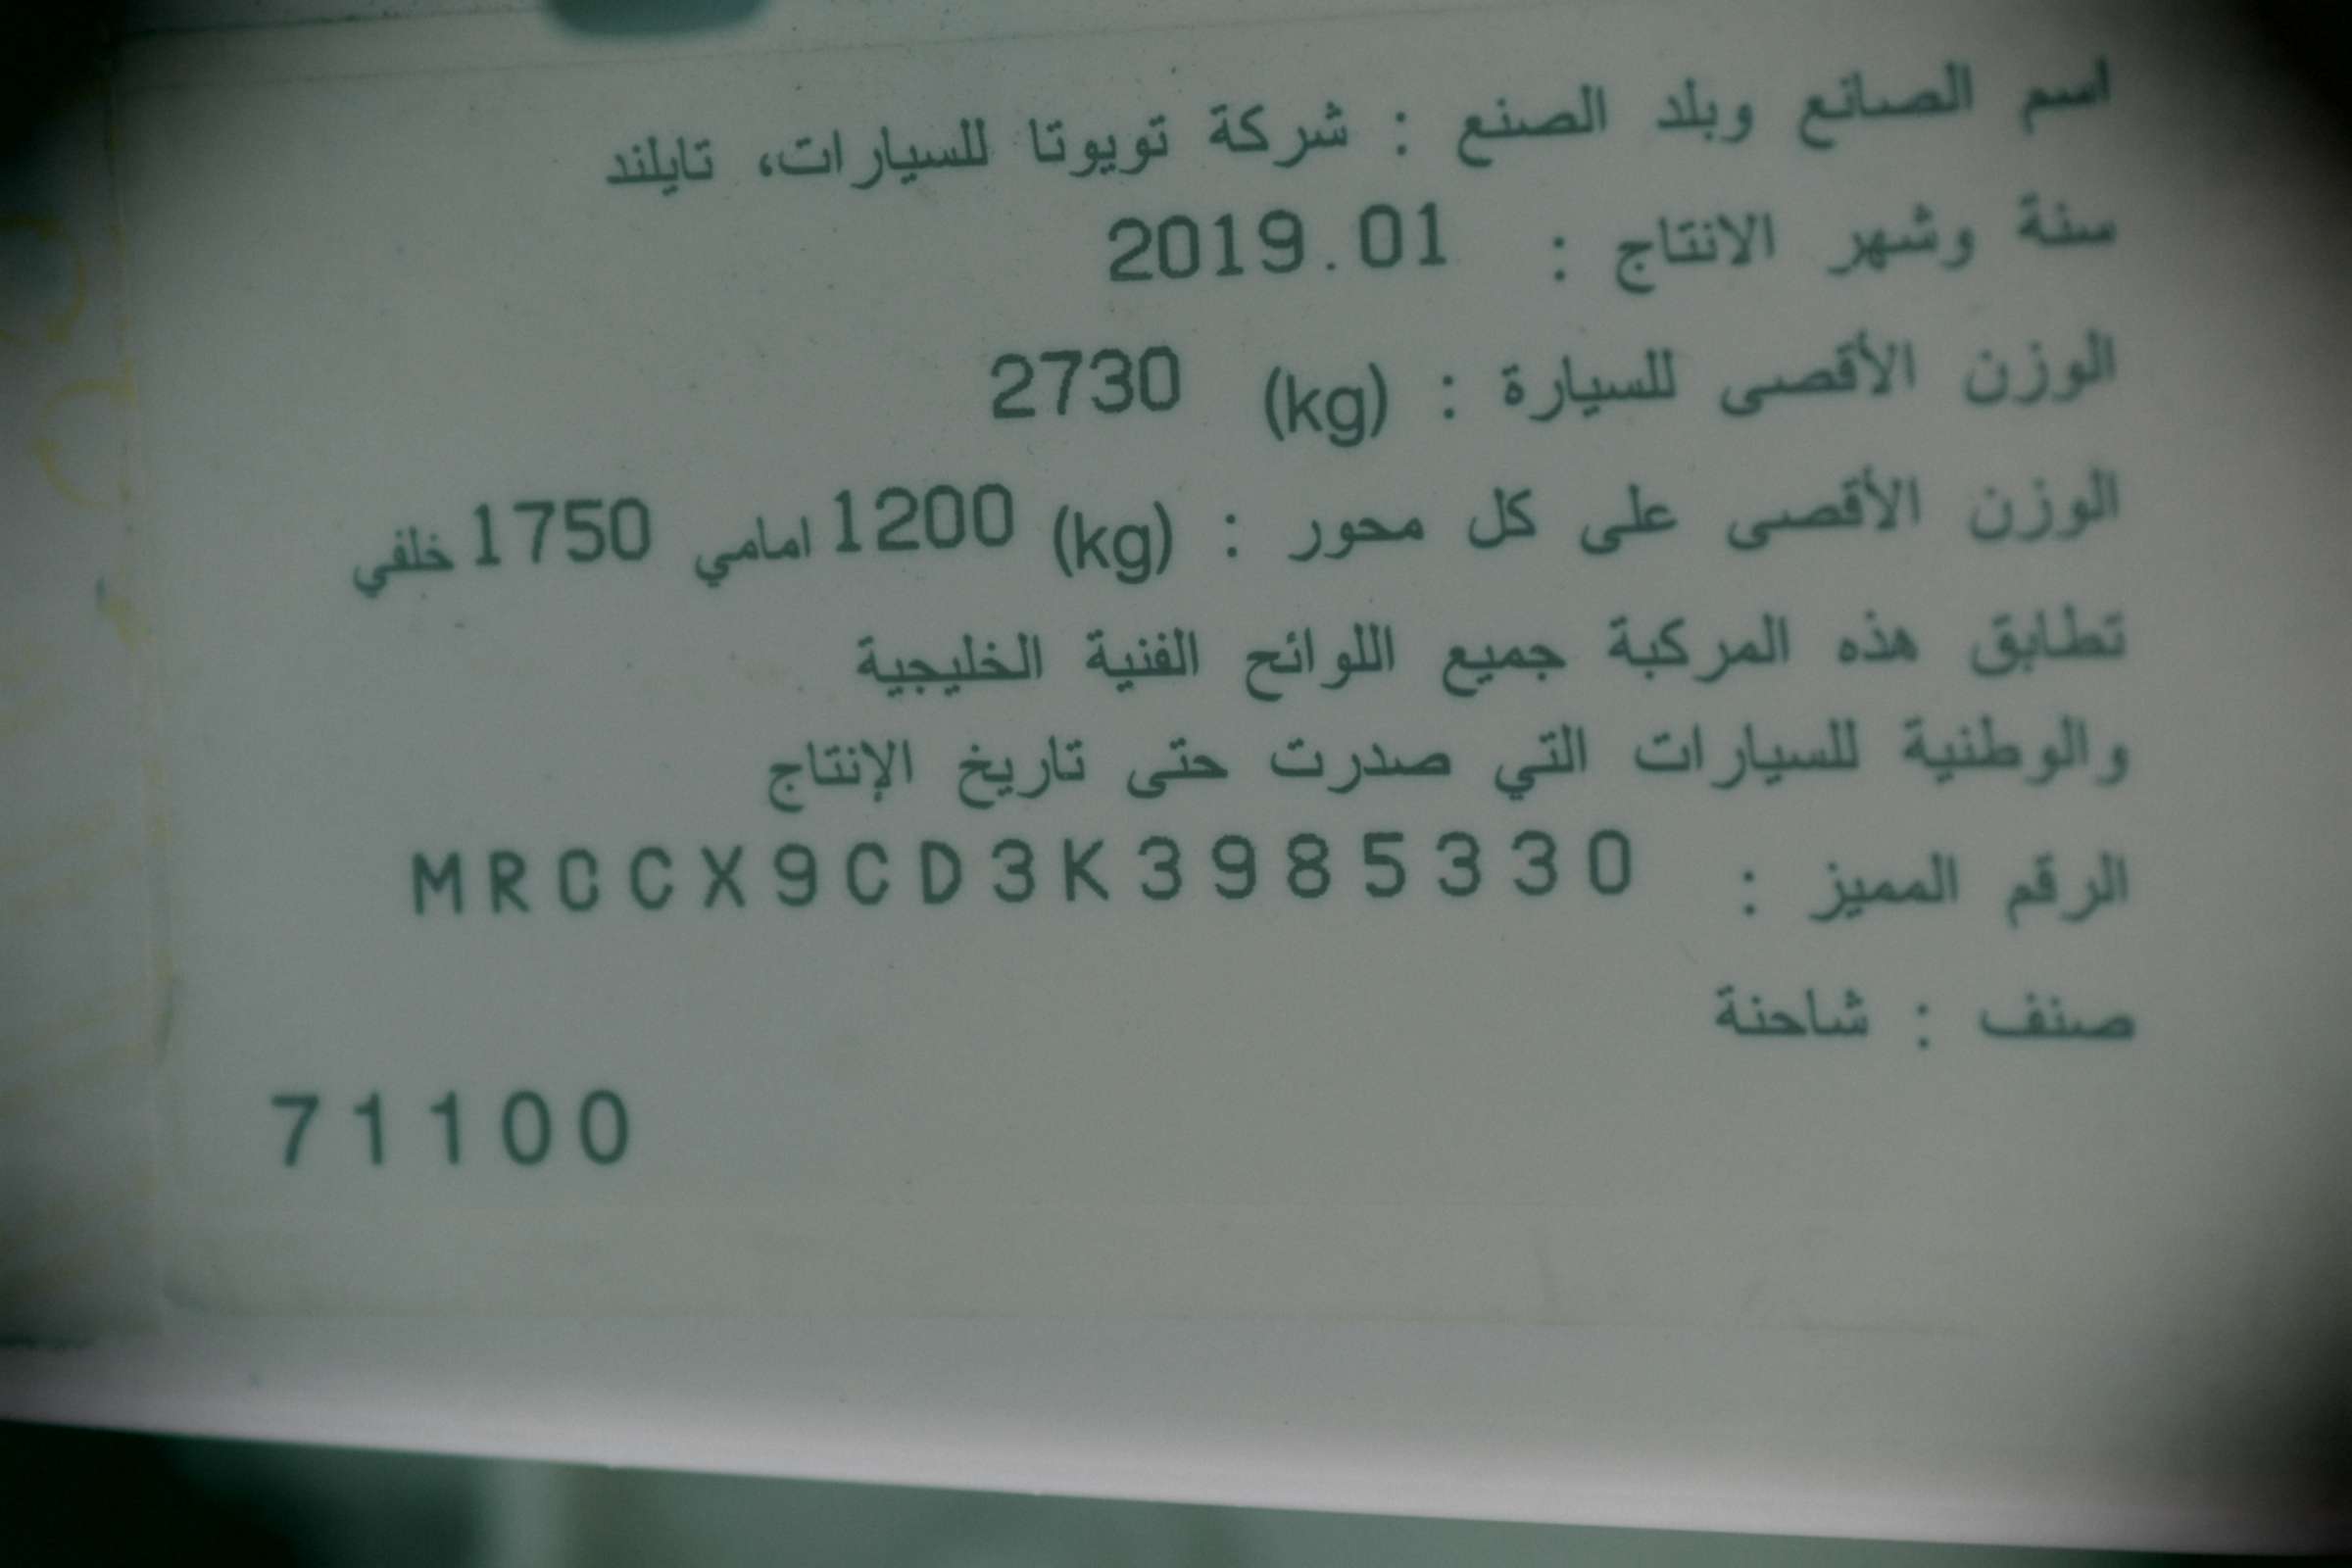 اسم الصانع وبلد الصنع : شركة تويوتا للسيارات، تايلند
سنة وشهر الانتاج : 2019.01
الوزن الأقصى للسيارة : (kg) 2730
الوزن الأقصى على كل محور : (kg) 1200 امامي 1750 خلفي
تطابق هذه المركبة جميع اللوائح الفنية الخليجية
والوطنية للسيارات التي صدرت حتى تاريخ الإنتاج
الرقم المميز : MR0CX9CD3K3985330
صنف : شاحنة
71100